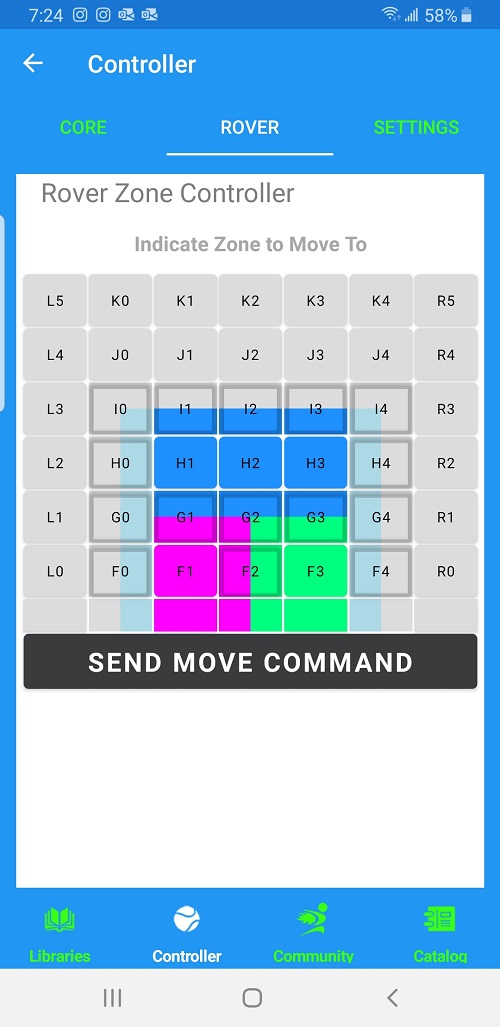 7:24 58%
Controller
CORE ROVER SETTINGS
Rover Zone Controller
Indicate Zone to Move To
L5 K0 K1 K2 K3 K4 R5
L4 J0 J1 J2 J3 J4 R4
L3 I0 I1 I2 I3 I4 R3
L2 H0 H1 H2 H3 H4 R2
L1 G0 G1 G2 G3 G4 R1
L0 F0 F1 F2 F3 F4 R0
SEND MOVE COMMAND
Libraries Controller Community Catalog